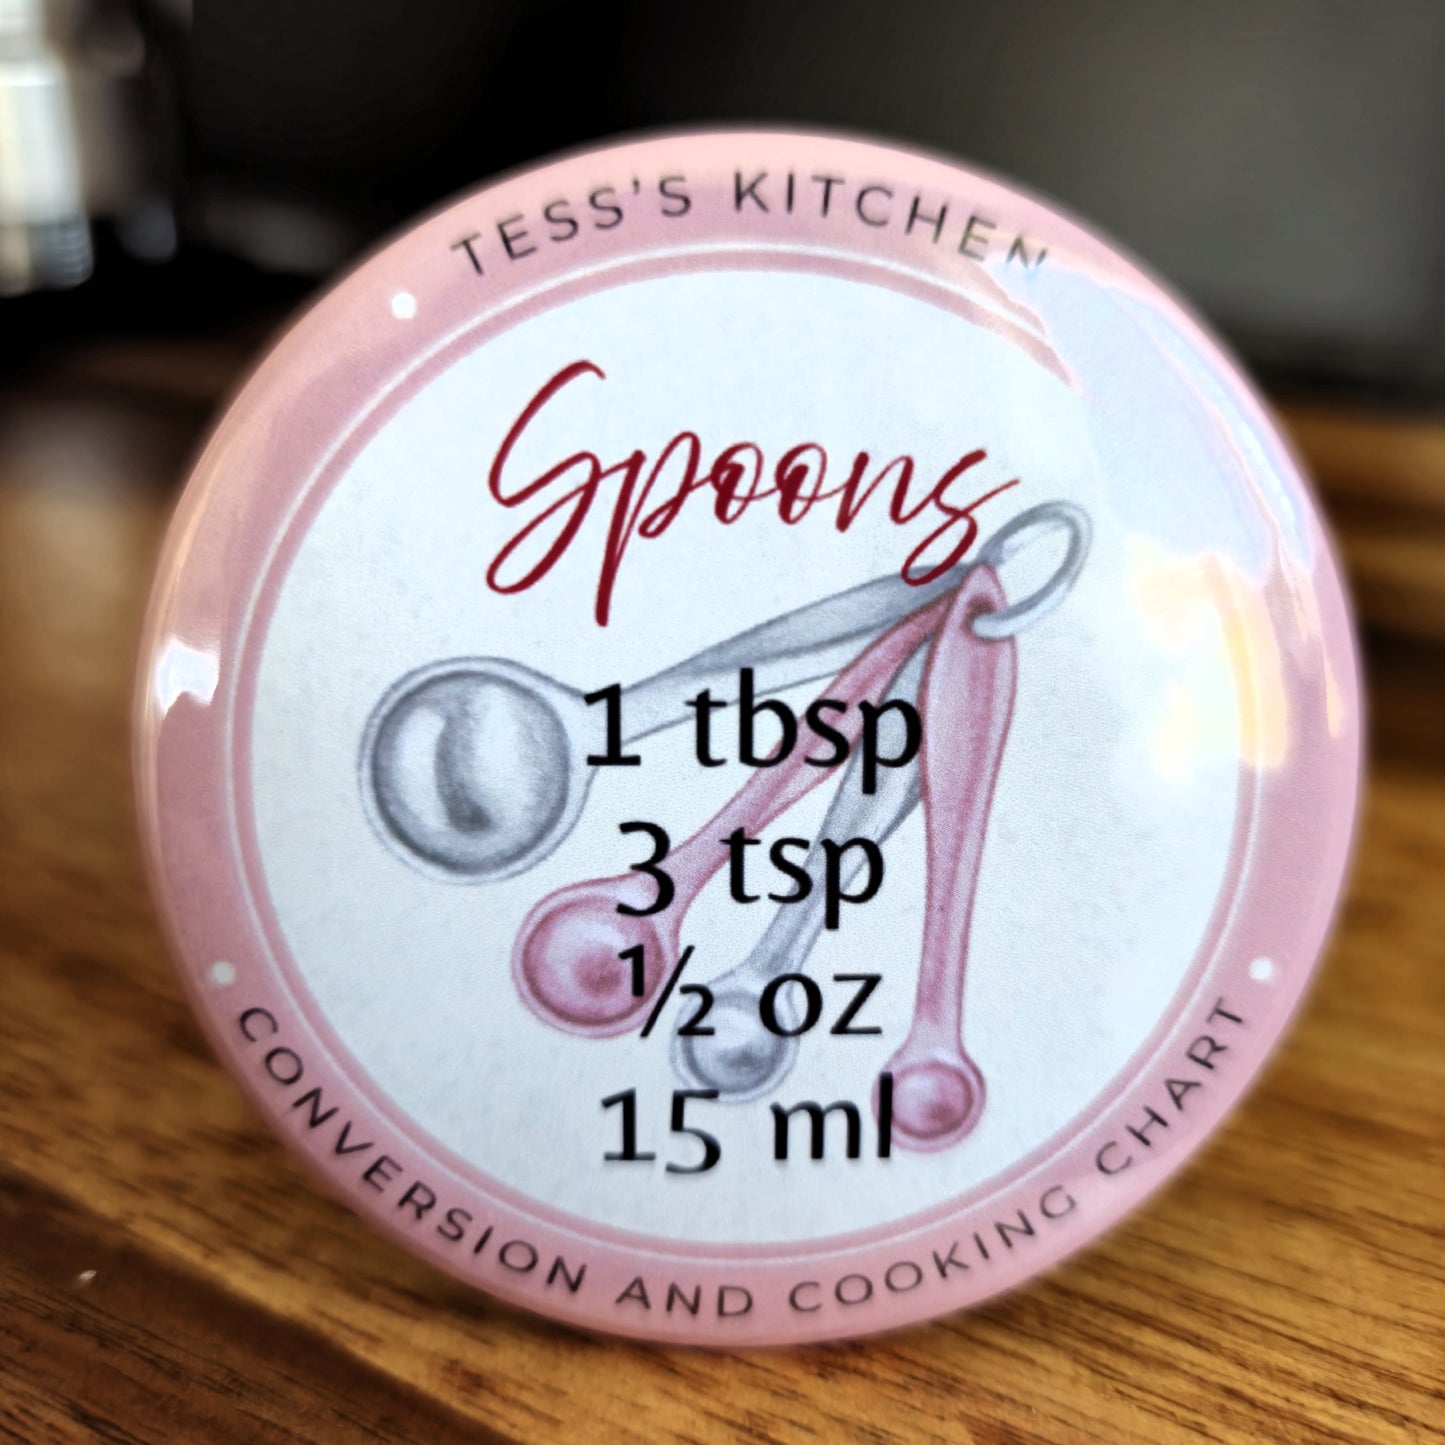 TESS'S KITCHEN
Spoons
1 tbsp
3 tsp
½ oz
15 ml
CONVERSION AND COOKING CHART